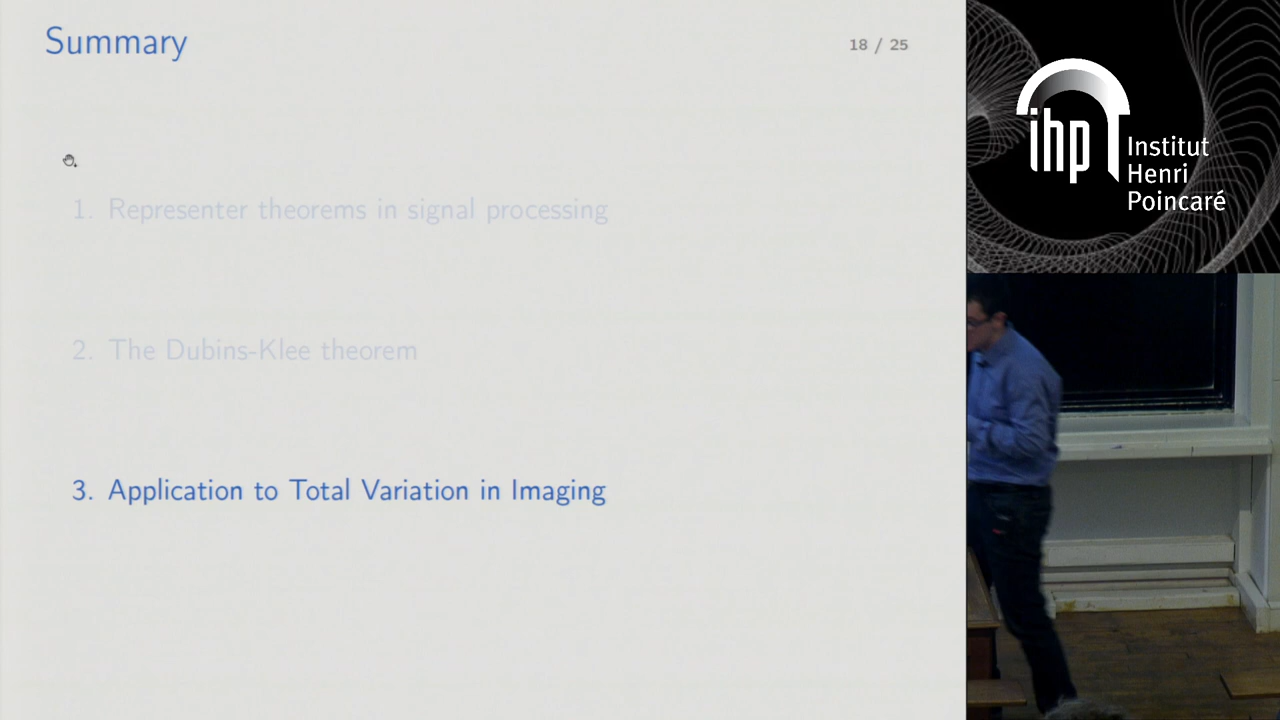 Summary
18 / 25
1. Representer theorems in signal processing
2. The Dubins-Klee theorem
3. Application to Total Variation in Imaging
ihp
Institut
Henri
Poincaré